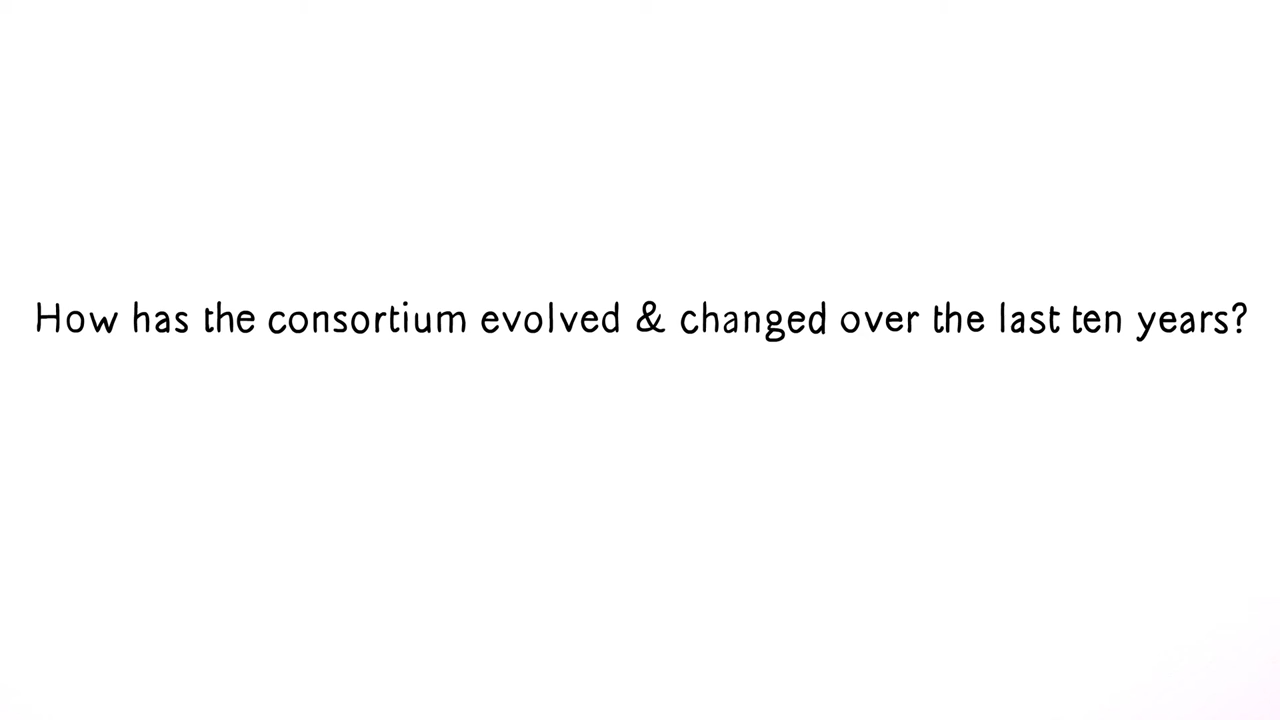 How has the consortium evolved & changed over the last ten years?